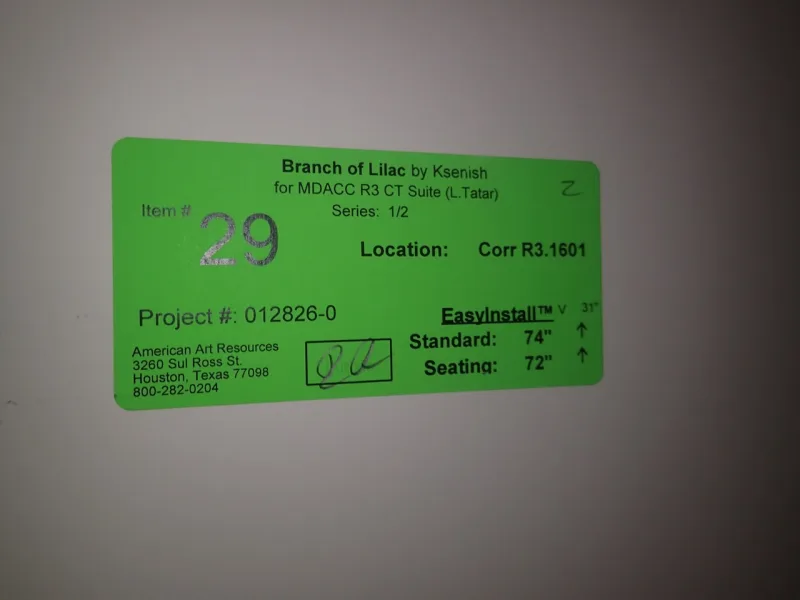 Branch of Lilac by Ksenish
for MDACC R3 CT Suite (L.Tatar)
Series: 1/2
2
Item # 29
Location: Corr R3.1601
Project #: 012826-0
EasyInstall™ V 31"
Standard: 74" ↑
Seating: 72" ↑
American Art Resources
3260 Sul Ross St.
Houston, Texas 77098
800-282-0204